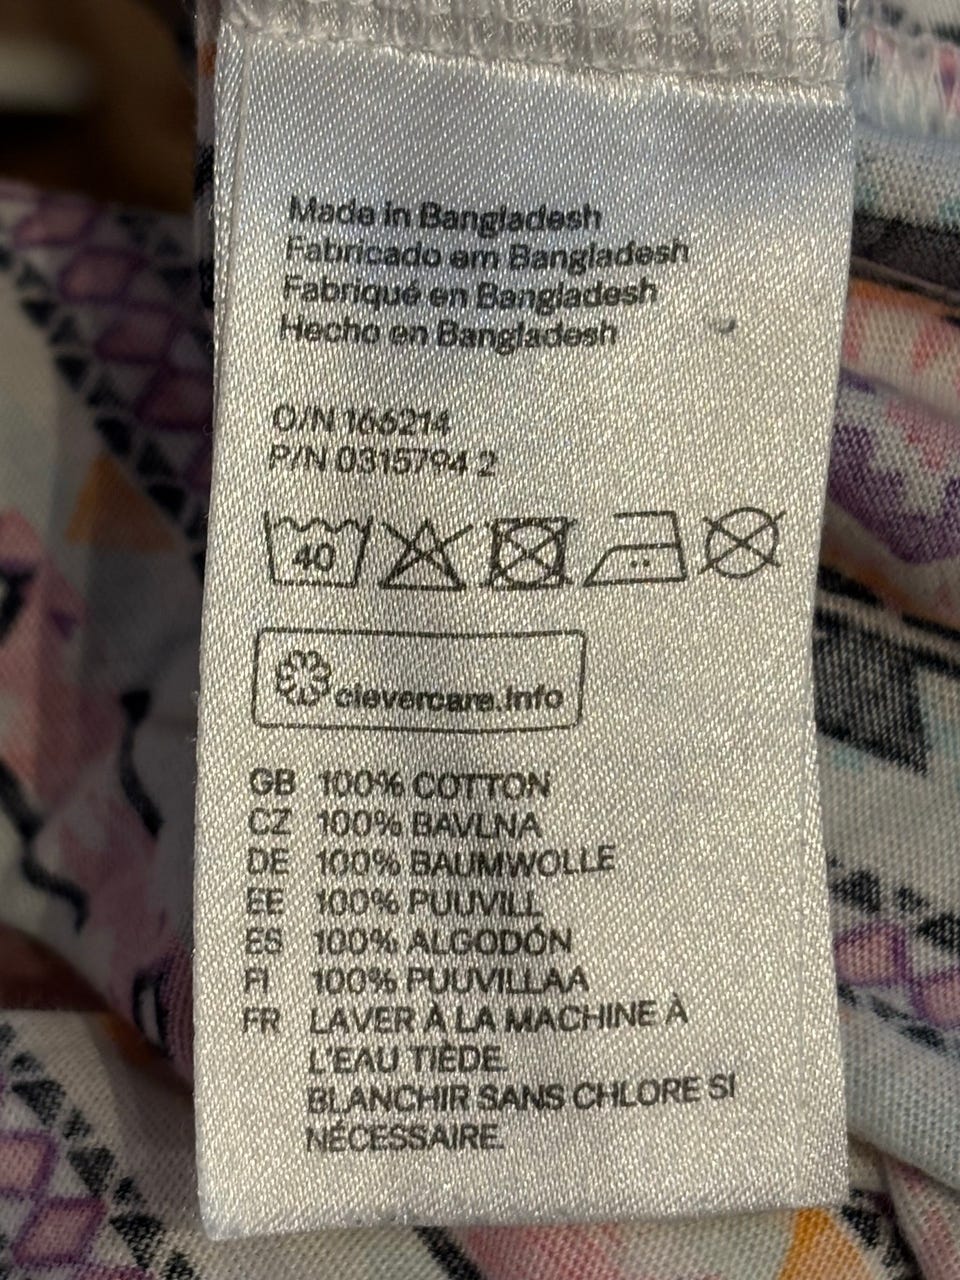 Made in Bangladesh
Fabricado em Bangladesh
Fabriqué en Bangladesh
Hecho en Bangladesh
O/N 166214
P/N 0315794 2
40
clevercare.info
GB 100% COTTON
CZ 100% BAVLNA
DE 100% BAUMWOLLE
EE 100% PUUVILL
ES 100% ALGODÓN
FI 100% PUUVILLAA
FR LAVER À LA MACHINE À
L'EAU TIÈDE.
BLANCHIR SANS CHLORE SI
NÉCESSAIRE.